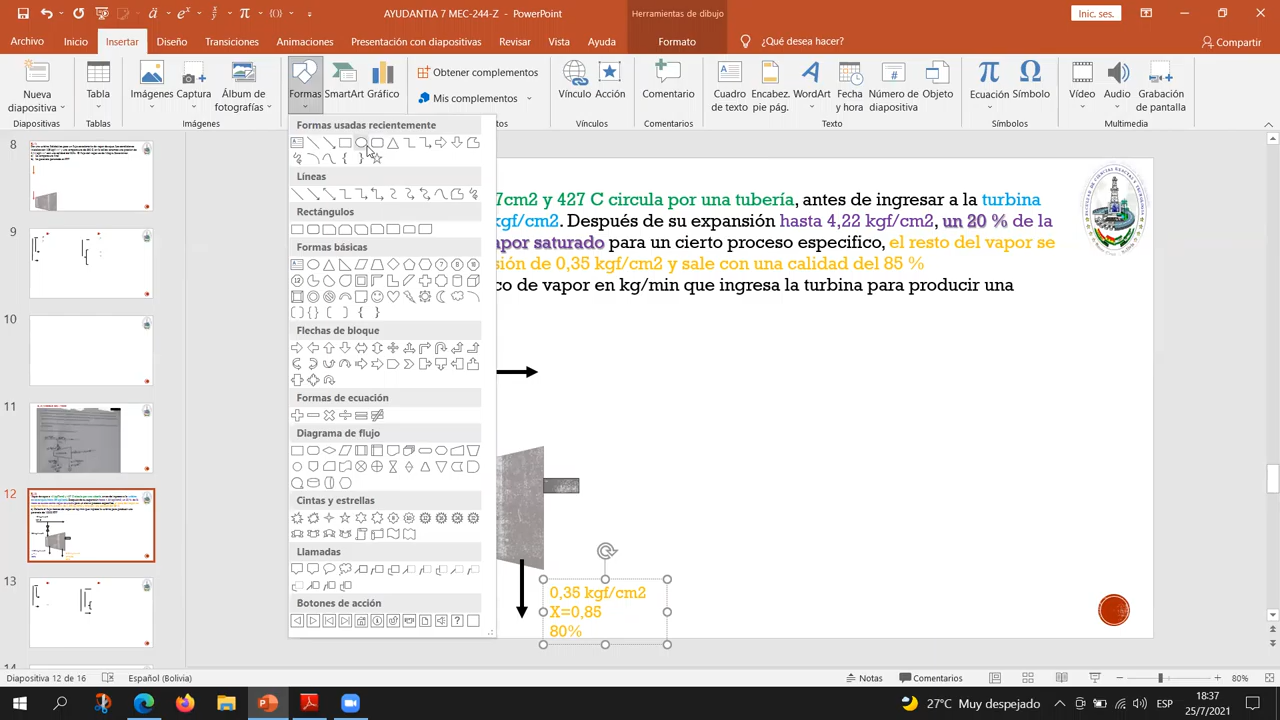 AYUDANTIA 7 MEC-244-Z - PowerPoint
Herramientas de dibujo
Inic. ses.
Archivo Inicio Insertar Diseño Transiciones Animaciones Presentación con diapositivas Revisar Vista Ayuda Formato ¿Qué desea hacer? Compartir
Nueva diapositiva
Tabla
Imágenes
Captura
Álbum de fotografías
Formas
SmartArt
Gráfico
Obtener complementos
Mis complementos
Vínculo
Acción
Comentario
Cuadro de texto
Encabez. pie pág.
WordArt
Fecha y hora
Número de diapositiva
Objeto
Ecuación
Símbolo
Vídeo
Audio
Grabación de pantalla
Diapositivas Tablas Imágenes Vínculos Texto Símbolos Multimedia
Formas usadas recientemente
Líneas
Rectángulos
Formas básicas
Flechas de bloque
Formas de ecuación
Diagrama de flujo
Cintas y estrellas
Llamadas
Botones de acción
8
9
10
11
12
13
7cm2 y 427 C circula por una tubería, antes de ingresar a la turbina
kgf/cm2. Después de su expansión hasta 4,22 kgf/cm2, un 20 % de la
apor saturado para un cierto proceso especifico, el resto del vapor se
sión de 0,35 kgf/cm2 y sale con una calidad del 85 %
co de vapor en kg/min que ingresa la turbina para producir una
0,35 kgf/cm2
X=0,85
80%
Diapositiva 12 de 16
Español (Bolivia)
Notas
Comentarios
80%
27°C Muy despejado
ESP
18:37
25/7/2021